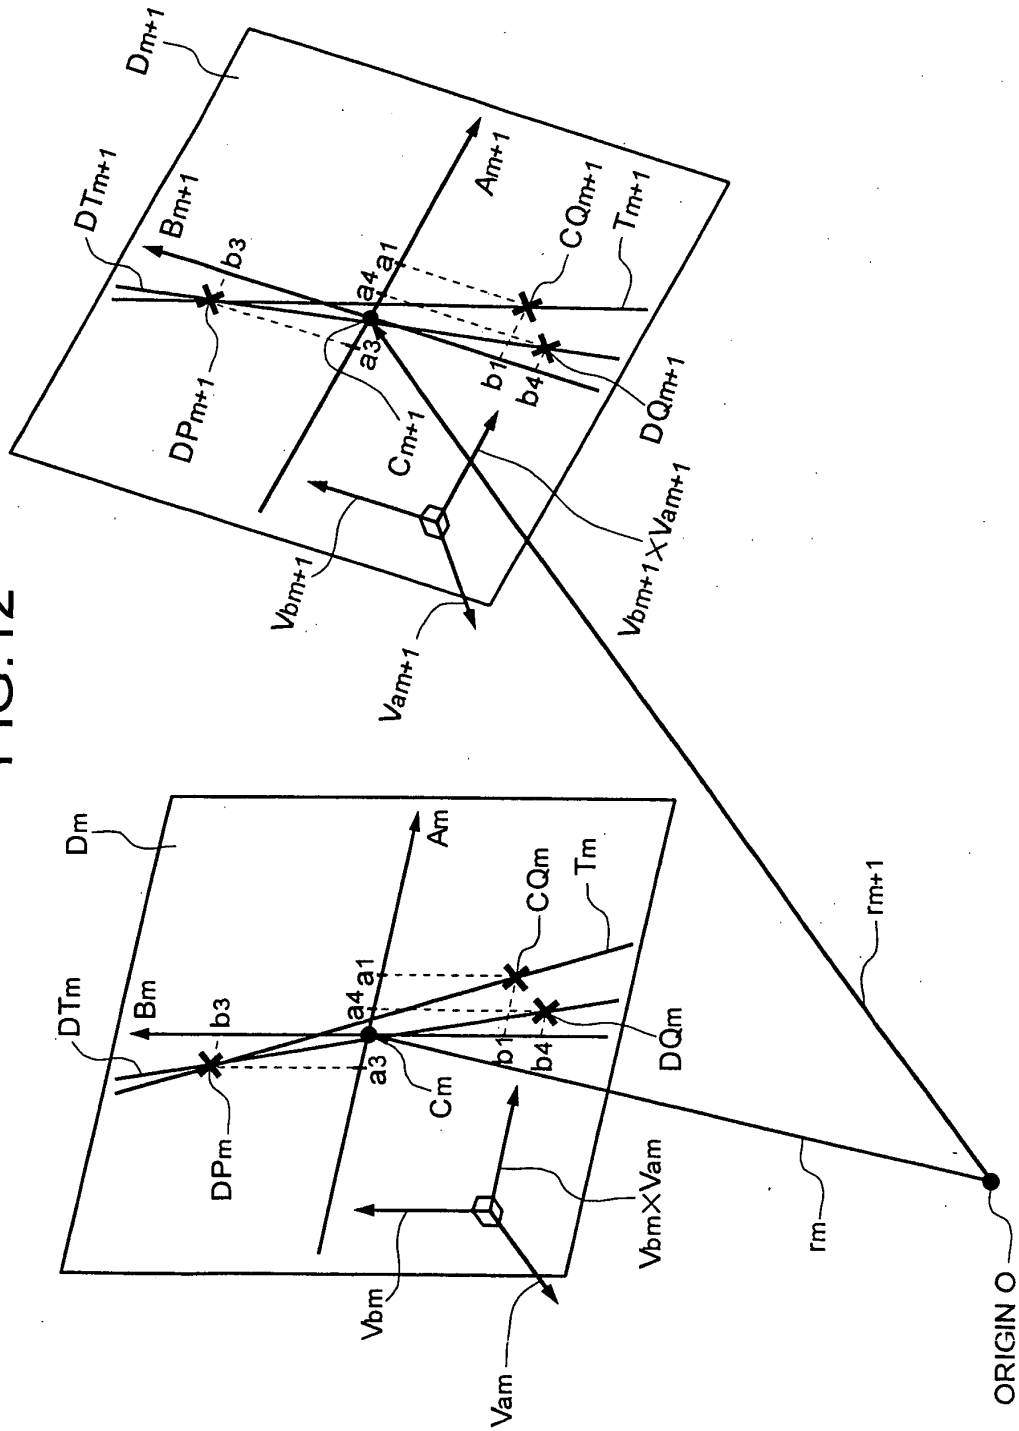 FIG.12
Dm
DTm
Bm
b3
DPm
a3
a4
a1
Am
Cm
CQm
b1
b4
Tm
DQm
Vbm
Vam
Vbm×Vam
rm
ORIGIN O
Dm+1
DTm+1
Bm+1
b3
DPm+1
a3
a4
a1
Am+1
Cm+1
CQm+1
b1
b4
Tm+1
DQm+1
Vbm+1
Vam+1
Vbm+1×Vam+1
rm+1